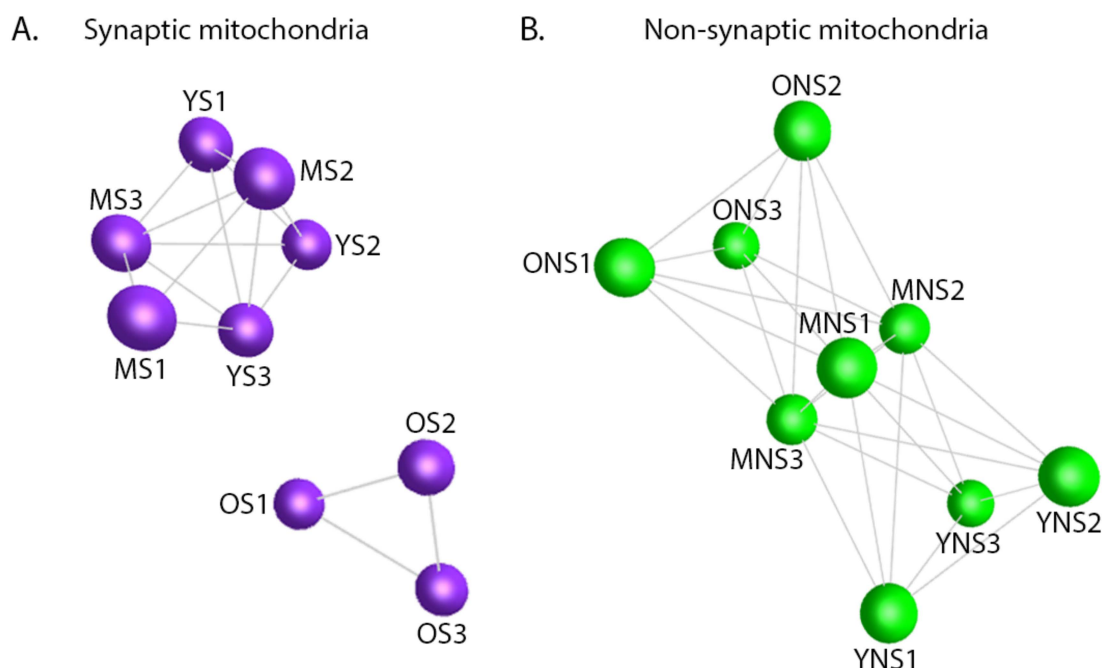 A. Synaptic mitochondria
YS1
MS2
MS3
YS2
MS1
YS3
OS2
OS1
OS3
B. Non-synaptic mitochondria
ONS2
ONS3
ONS1
MNS2
MNS1
MNS3
YNS2
YNS3
YNS1